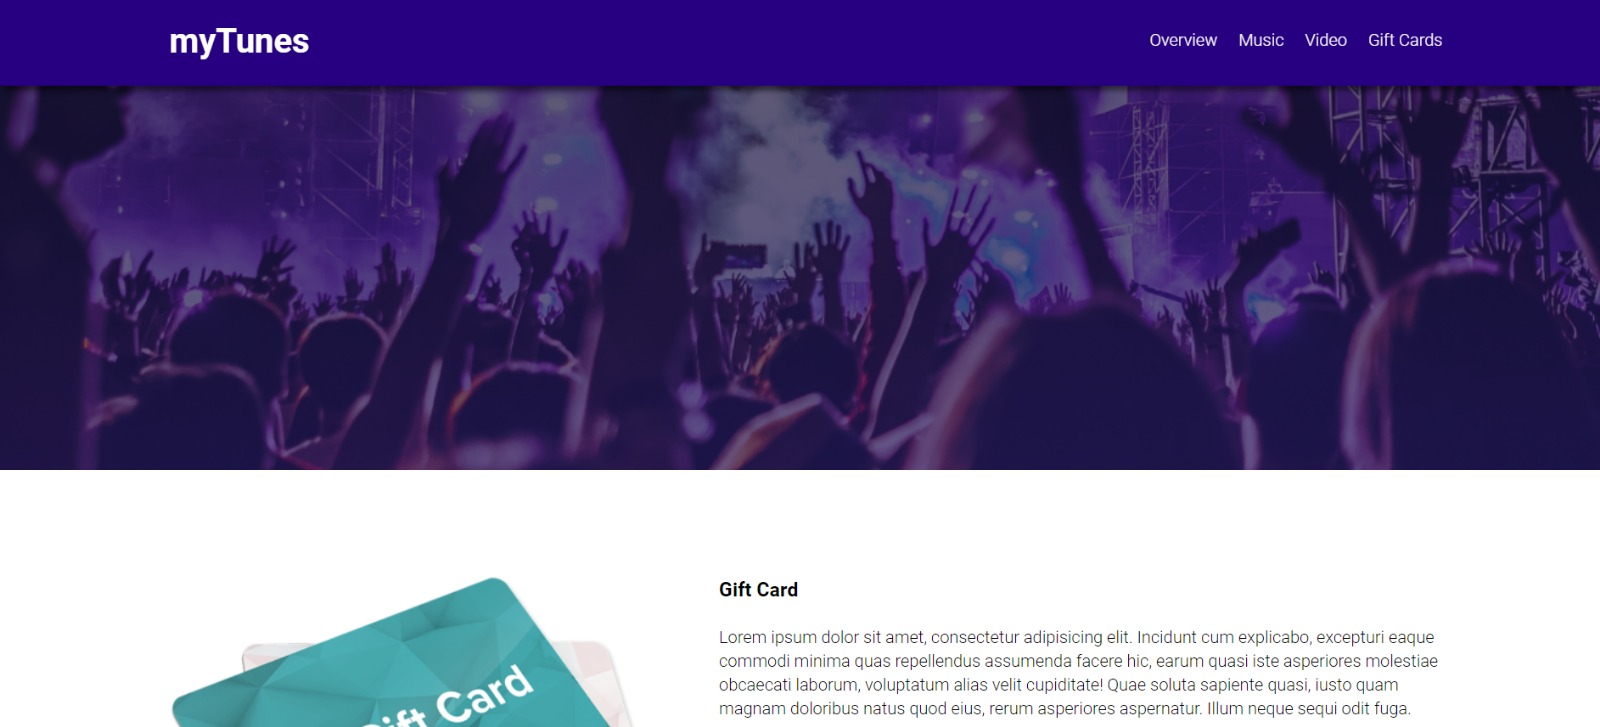 myTunes
Overview Music Video Gift Cards
Gift Card
Lorem ipsum dolor sit amet, consectetur adipisicing elit. Incidunt cum explicabo, excepturi eaque
commodi minima quas repellendus assumenda facere hic, earum quasi iste asperiores molestiae
obcaecati laborum, voluptatum alias velit cupiditate! Quae soluta sapiente quasi, iusto quam
magnam doloribus natus quod eius, rerum asperiores aspernatur. Illum neque sequi odit fuga.
Gift Card